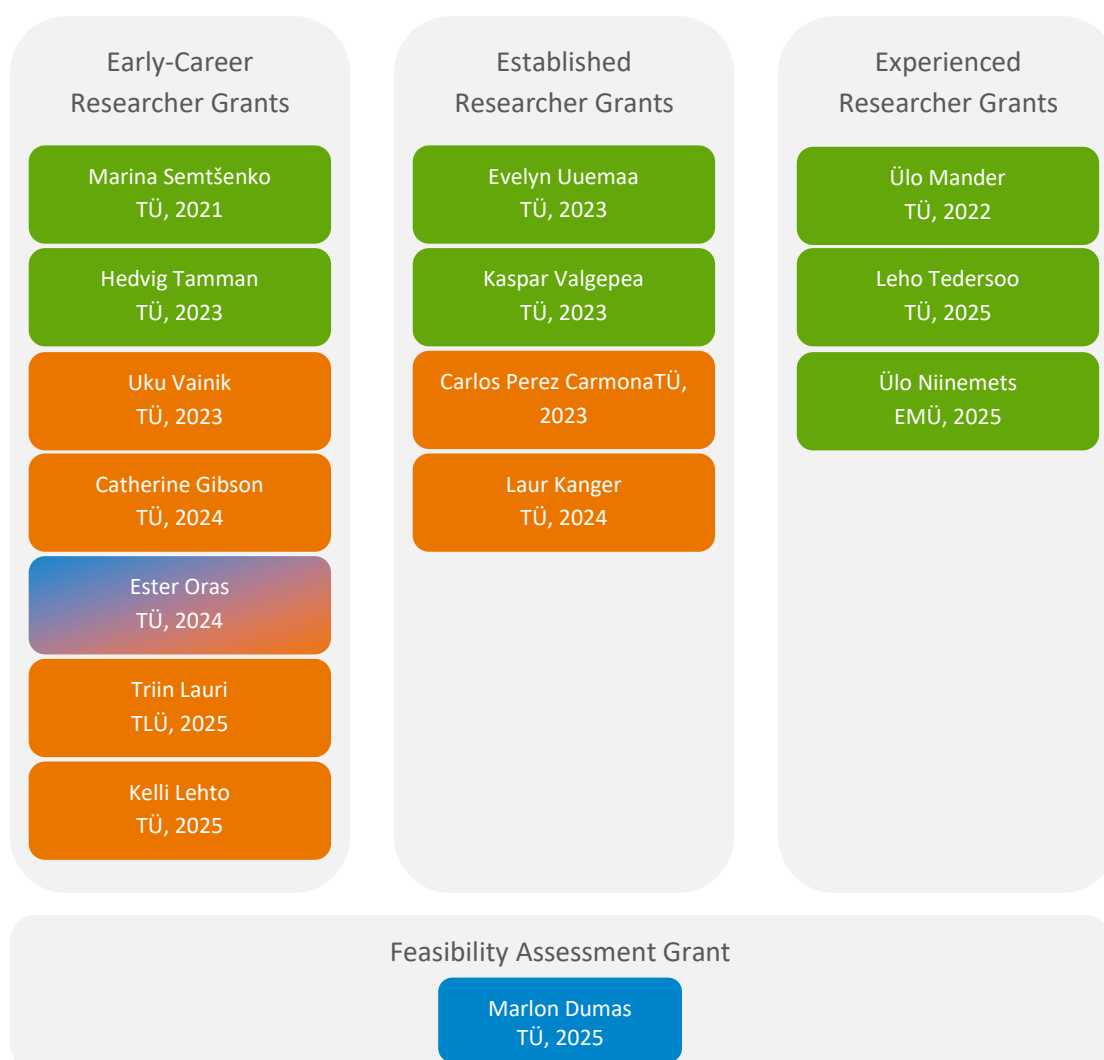 Early-Career
Researcher Grants
Marina Semtšenko
TÜ, 2021
Hedvig Tamman
TÜ, 2023
Uku Vainik
TÜ, 2023
Catherine Gibson
TÜ, 2024
Ester Oras
TÜ, 2024
Triin Lauri
TLÜ, 2025
Kelli Lehto
TÜ, 2025
Established
Researcher Grants
Evelyn Uuemaa
TÜ, 2023
Kaspar Valgepea
TÜ, 2023
Carlos Perez CarmonaTÜ,
2023
Laur Kanger
TÜ, 2024
Experienced
Researcher Grants
Ülo Mander
TÜ, 2022
Leho Tedersoo
TÜ, 2025
Ülo Niinemets
EMÜ, 2025
Feasibility Assessment Grant
Marlon Dumas
TÜ, 2025